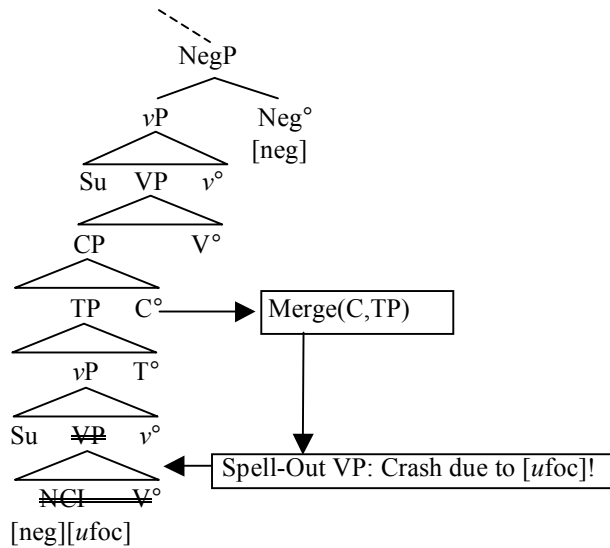 NegP
vP Neg°
[neg]
Su VP v°
CP V°
TP C° Merge(C,TP)
vP T°
Su VP v°
Spell-Out VP: Crash due to [ufoc]!
NCI V°
[neg][ufoc]